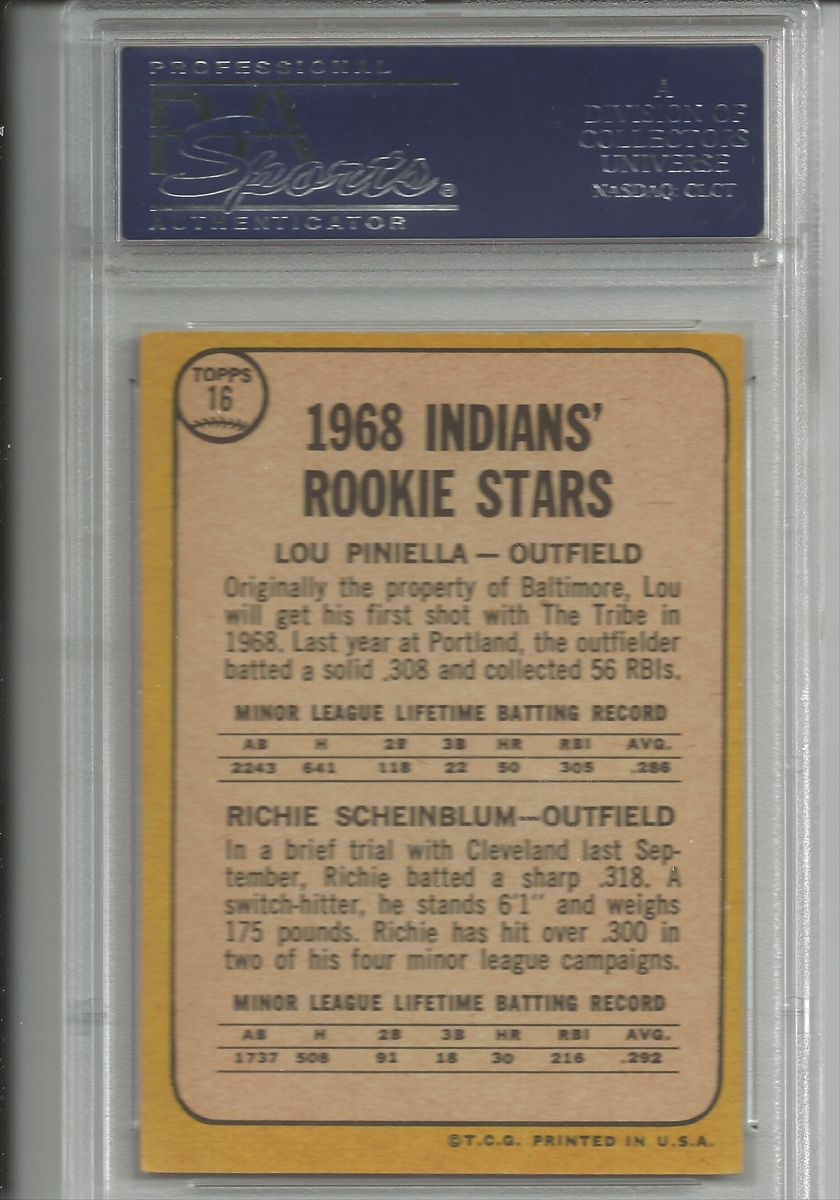 PROFESSIONAL
PSA
Sports®
AUTHENTICATOR
A
DIVISION OF
COLLECTORS
UNIVERSE
NASDAQ: CLCT
TOPPS
16
1968 INDIANS'
ROOKIE STARS
LOU PINIELLA — OUTFIELD
Originally the property of Baltimore, Lou
will get his first shot with The Tribe in
1968. Last year at Portland, the outfielder
batted a solid .308 and collected 56 RBIs.
MINOR LEAGUE LIFETIME BATTING RECORD
AB H 2B 3B HR RBI AVG.
2243 641 118 22 50 305 .286
RICHIE SCHEINBLUM—OUTFIELD
In a brief trial with Cleveland last Sep-
tember, Richie batted a sharp .318. A
switch-hitter, he stands 6'1" and weighs
175 pounds. Richie has hit over .300 in
two of his four minor league campaigns.
MINOR LEAGUE LIFETIME BATTING RECORD
AB H 2B 3B HR RBI AVG.
1737 508 91 18 30 216 .292
©T.C.G. PRINTED IN U.S.A.